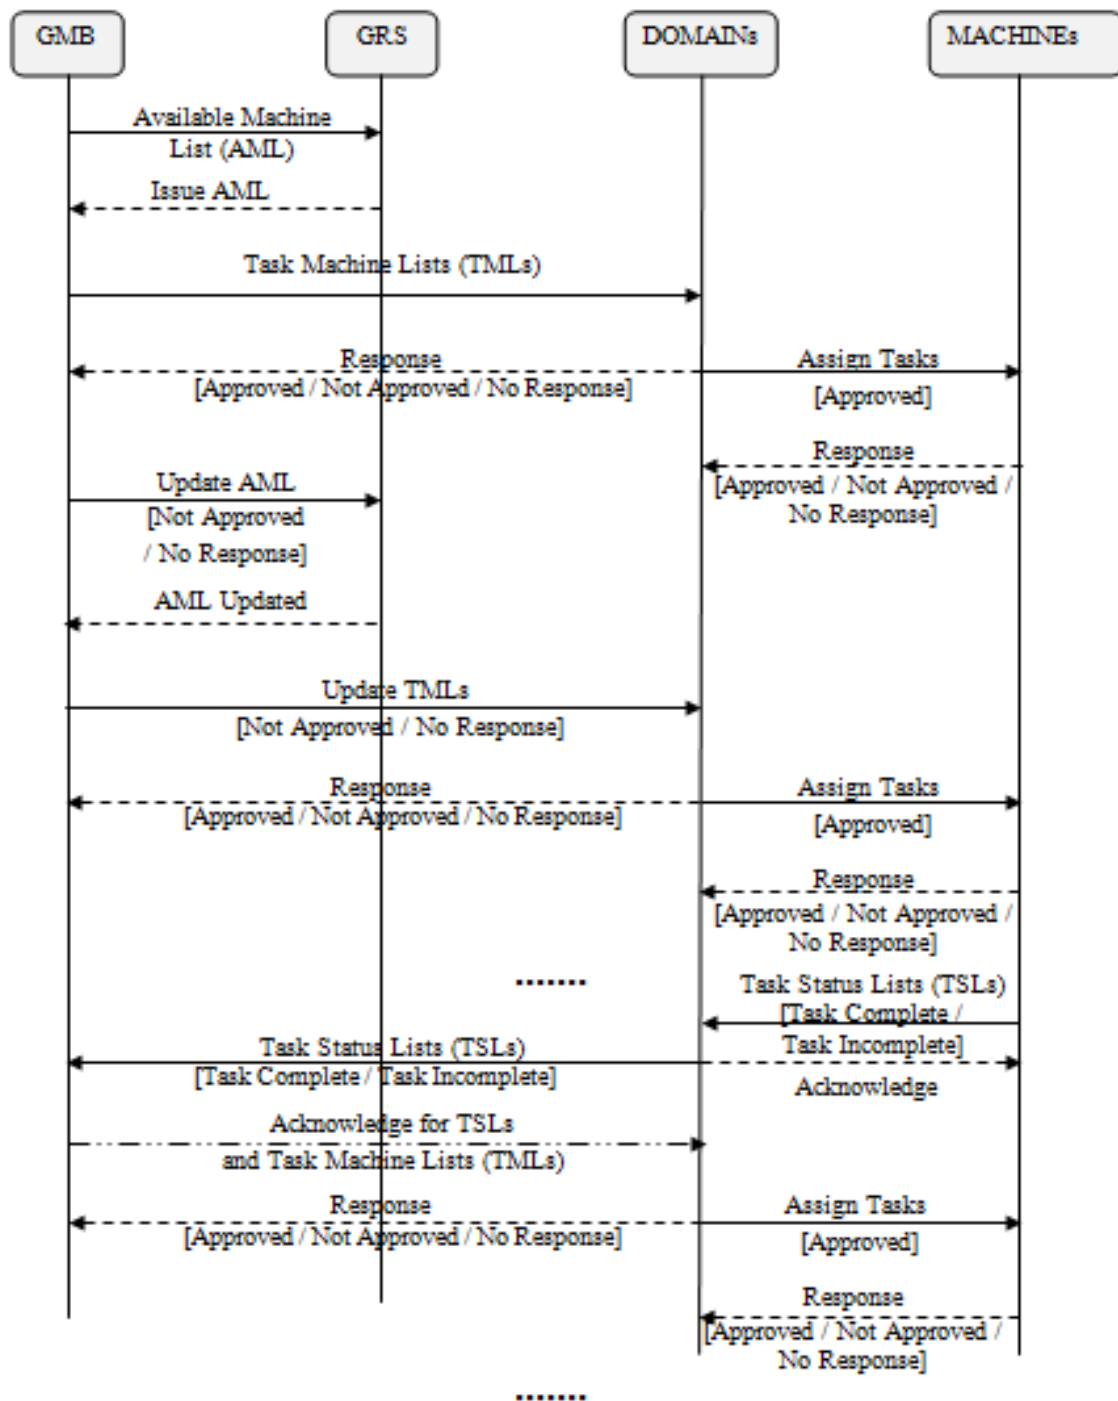 GMB
GRS
DOMAINs
MACHINEs
Available Machine
List (AML)
Issue AML
Task Machine Lists (TMLs)
Response
[Approved / Not Approved / No Response]
Assign Tasks
[Approved]
Response
[Approved / Not Approved /
No Response]
Update AML
[Not Approved
/ No Response]
AML Updated
Update TMLs
[Not Approved / No Response]
Response
[Approved / Not Approved / No Response]
Assign Tasks
[Approved]
Response
[Approved / Not Approved /
No Response]
.......
Task Status Lists (TSLs)
[Task Complete /
Task Incomplete]
Task Status Lists (TSLs)
[Task Complete / Task Incomplete]
Acknowledge
Acknowledge for TSLs
and Task Machine Lists (TMLs)
Response
[Approved / Not Approved / No Response]
Assign Tasks
[Approved]
Response
[Approved / Not Approved /
No Response]
.......